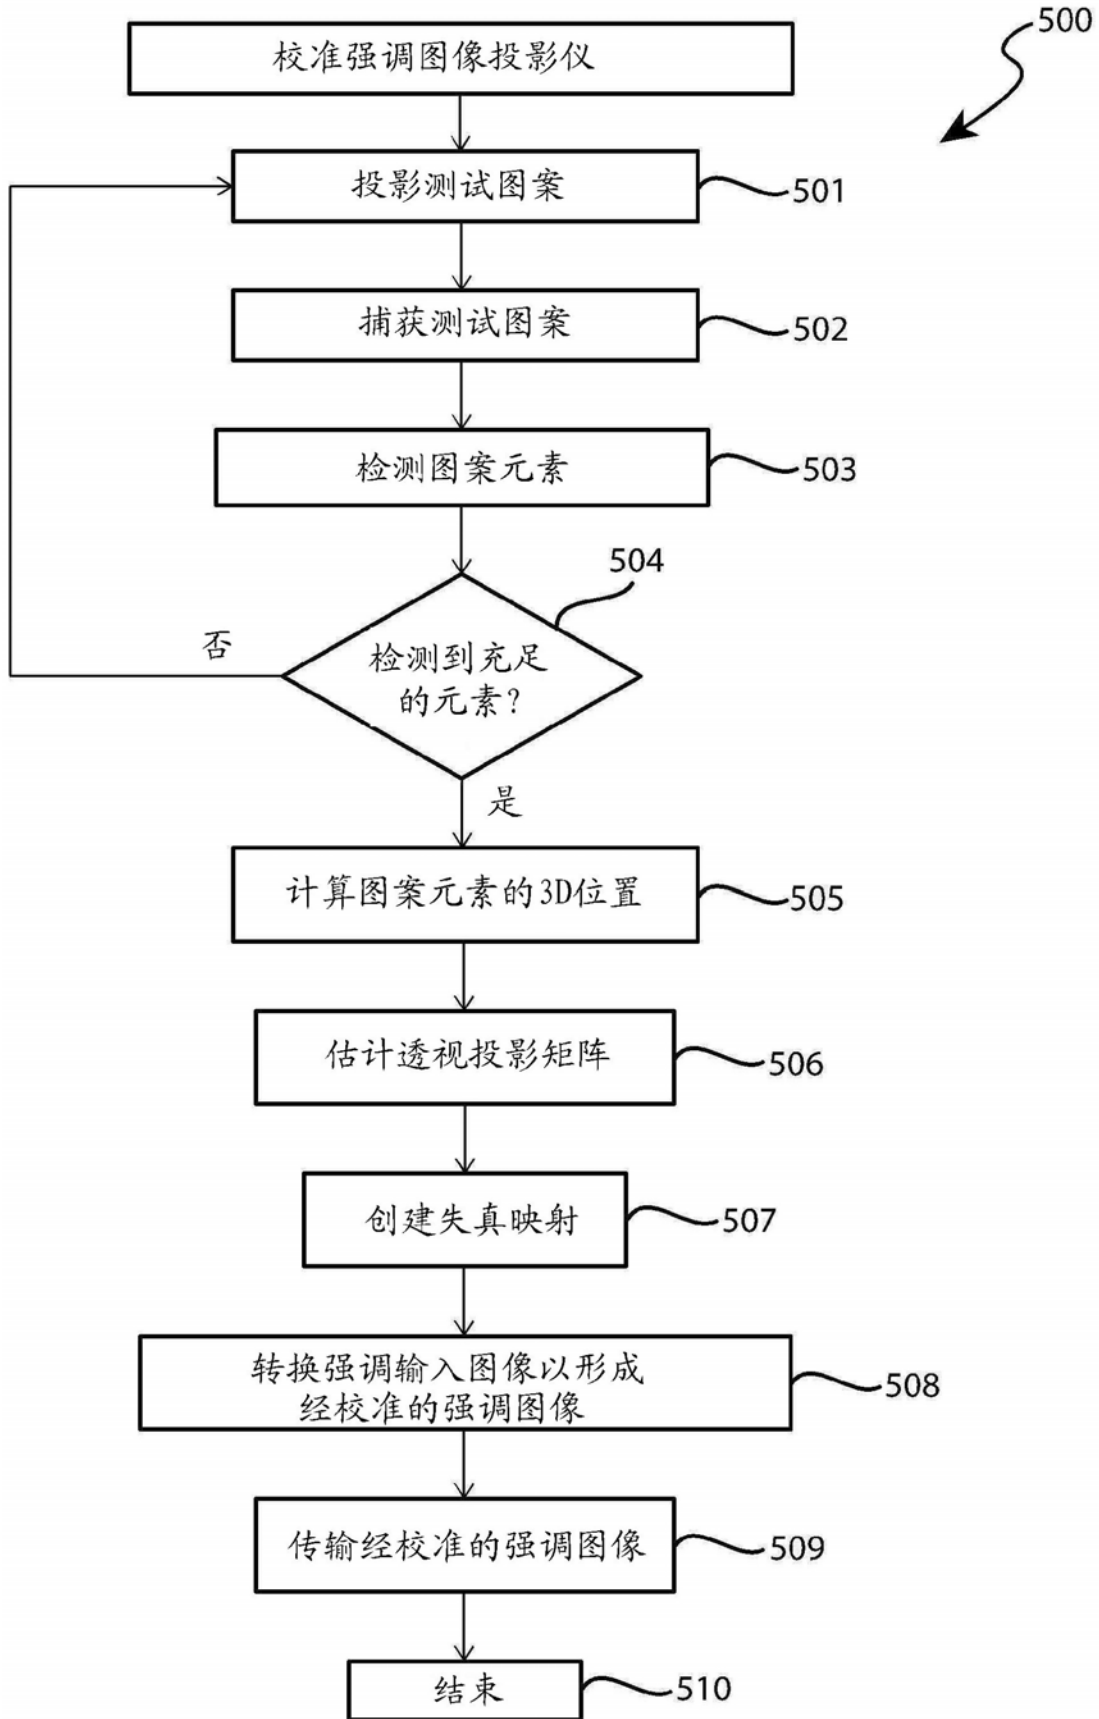 500
校准强调图像投影仪
投影测试图案
501
捕获测试图案
502
检测图案元素
503
504
检测到充足
的元素?
否
是
计算图案元素的3D位置
505
估计透视投影矩阵
506
创建失真映射
507
转换强调输入图像以形成
经校准的强调图像
508
传输经校准的强调图像
509
结束
510